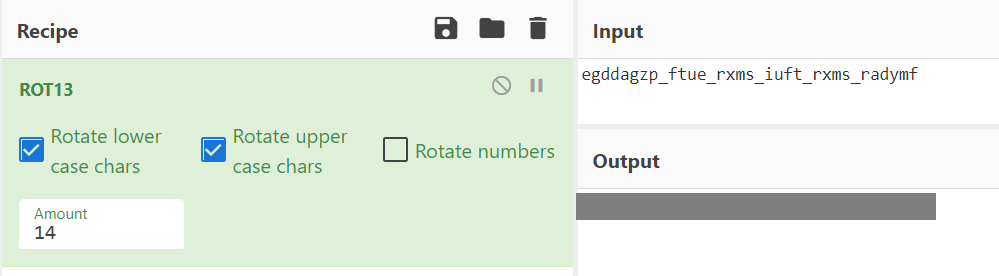 Recipe
ROT13
Rotate lower case chars
Rotate upper case chars
Rotate numbers
Amount
14
Input
egddagzp_ftue_rxms_iuft_rxms_radymf
Output